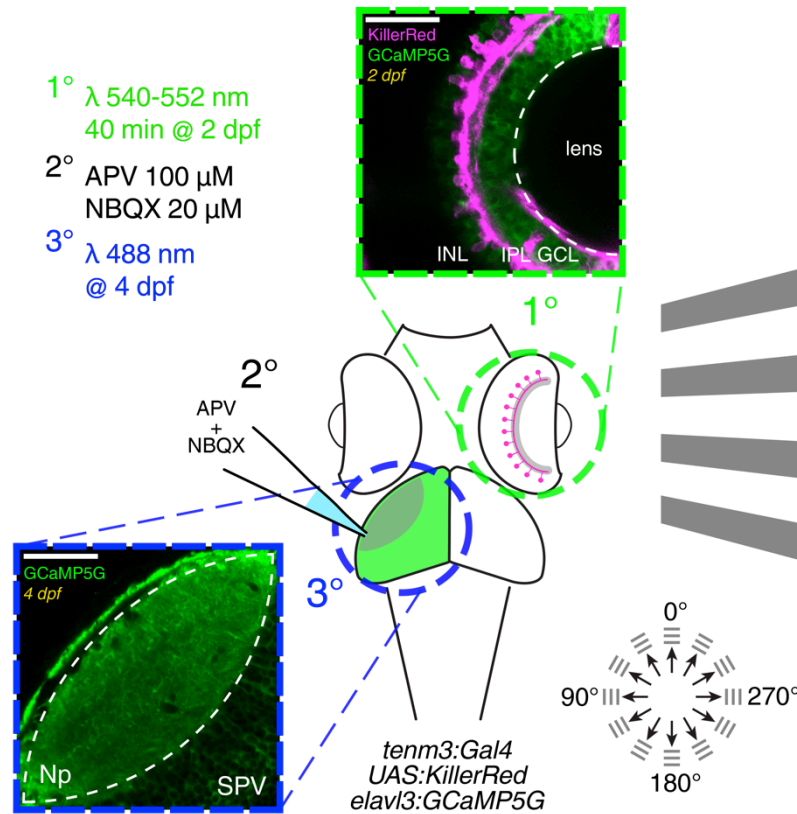 1° λ 540-552 nm
40 min @ 2 dpf
2° APV 100 μM
NBQX 20 μM
3° λ 488 nm
@ 4 dpf
KillerRed
GCaMP5G
2 dpf
lens
INL IPL GCL
1°
2°
APV
+
NBQX
3°
GCaMP5G
4 dpf
Np
SPV
tenm3:Gal4
UAS:KillerRed
elavl3:GCaMP5G
0°
90° 270°
180°